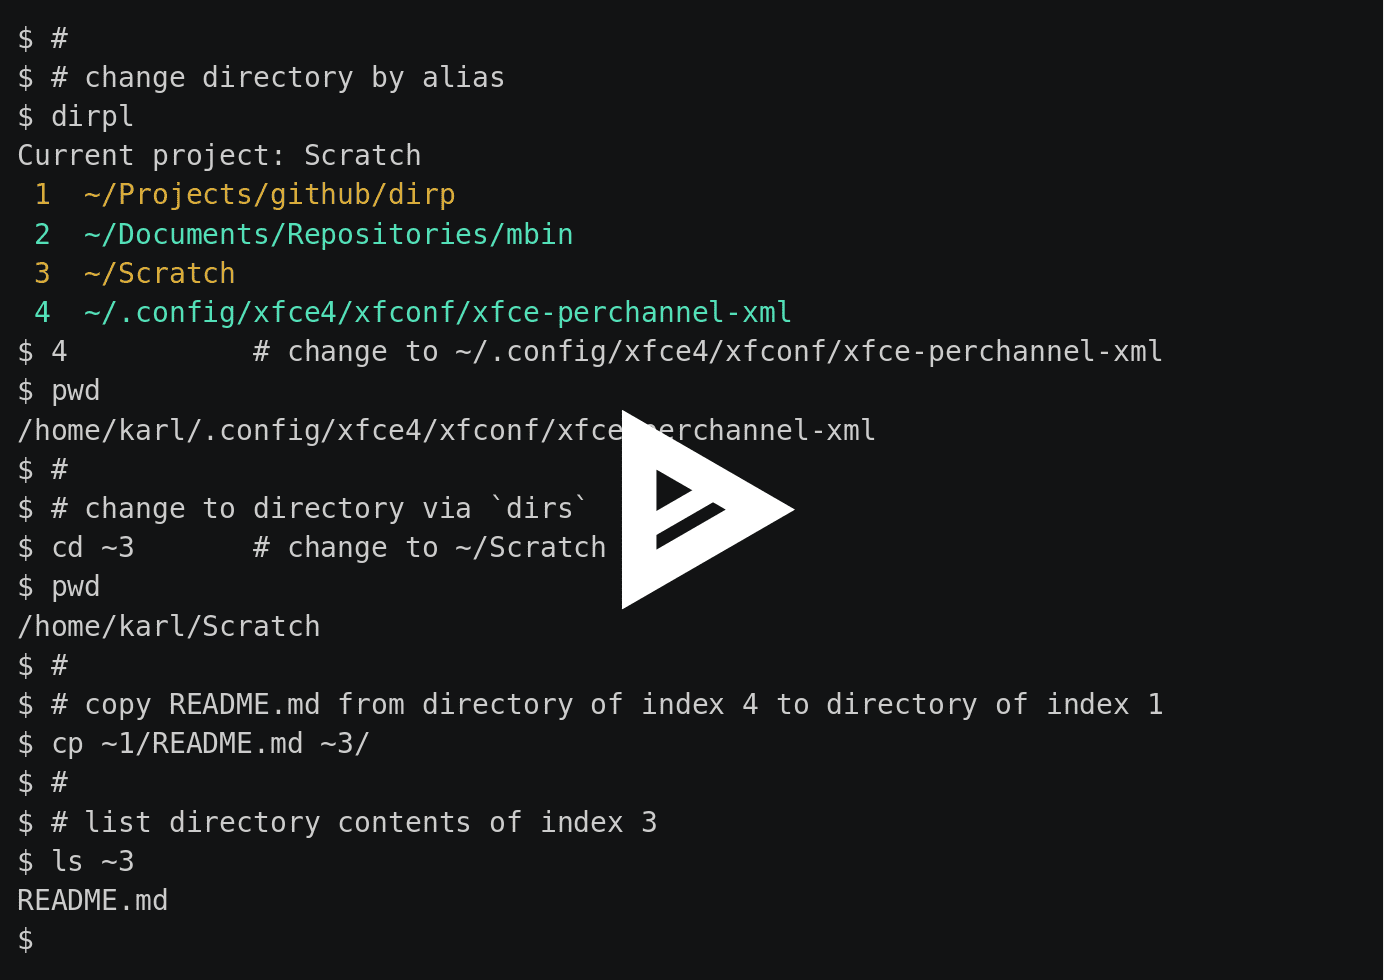 $ #
$ # change directory by alias
$ dirpl
Current project: Scratch
 1  ~/Projects/github/dirp
 2  ~/Documents/Repositories/mbin
 3  ~/Scratch
 4  ~/.config/xfce4/xfconf/xfce-perchannel-xml
$ 4           # change to ~/.config/xfce4/xfconf/xfce-perchannel-xml
$ pwd
/home/karl/.config/xfce4/xfconf/xfce-perchannel-xml
$ #
$ # change to directory via `dirs`
$ cd ~3       # change to ~/Scratch
$ pwd
/home/karl/Scratch
$ #
$ # copy README.md from directory of index 4 to directory of index 1
$ cp ~1/README.md ~3/
$ #
$ # list directory contents of index 3
$ ls ~3
README.md
$